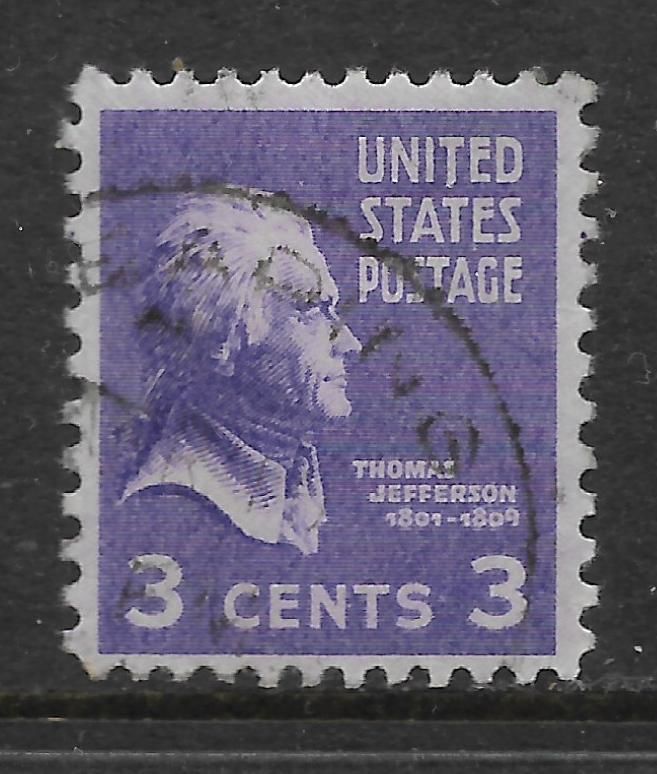 UNITED
STATES
POSTAGE
THOMAS
JEFFERSON
1801-1809
3 CENTS 3